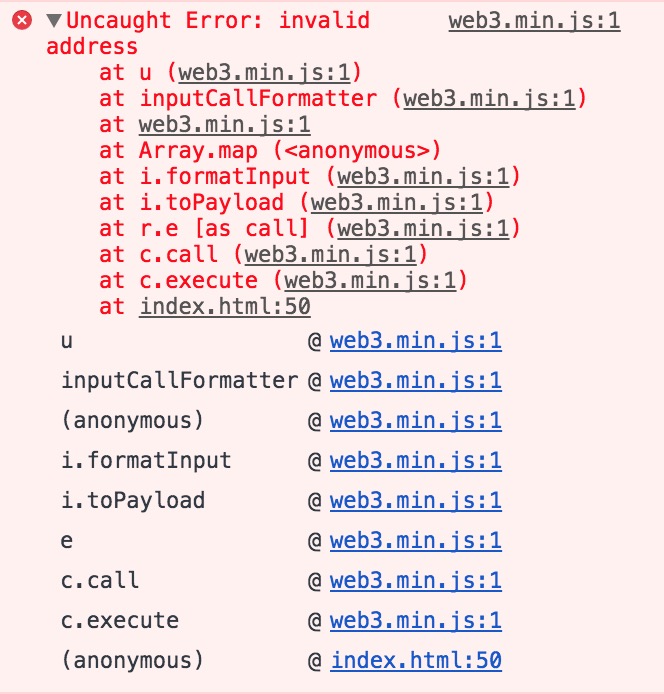 Uncaught Error: invalid web3.min.js:1
address
at u (web3.min.js:1)
at inputCallFormatter (web3.min.js:1)
at web3.min.js:1
at Array.map (<anonymous>)
at i.formatInput (web3.min.js:1)
at i.toPayload (web3.min.js:1)
at r.e [as call] (web3.min.js:1)
at c.call (web3.min.js:1)
at c.execute (web3.min.js:1)
at index.html:50
u @ web3.min.js:1
inputCallFormatter @ web3.min.js:1
(anonymous) @ web3.min.js:1
i.formatInput @ web3.min.js:1
i.toPayload @ web3.min.js:1
e @ web3.min.js:1
c.call @ web3.min.js:1
c.execute @ web3.min.js:1
(anonymous) @ index.html:50